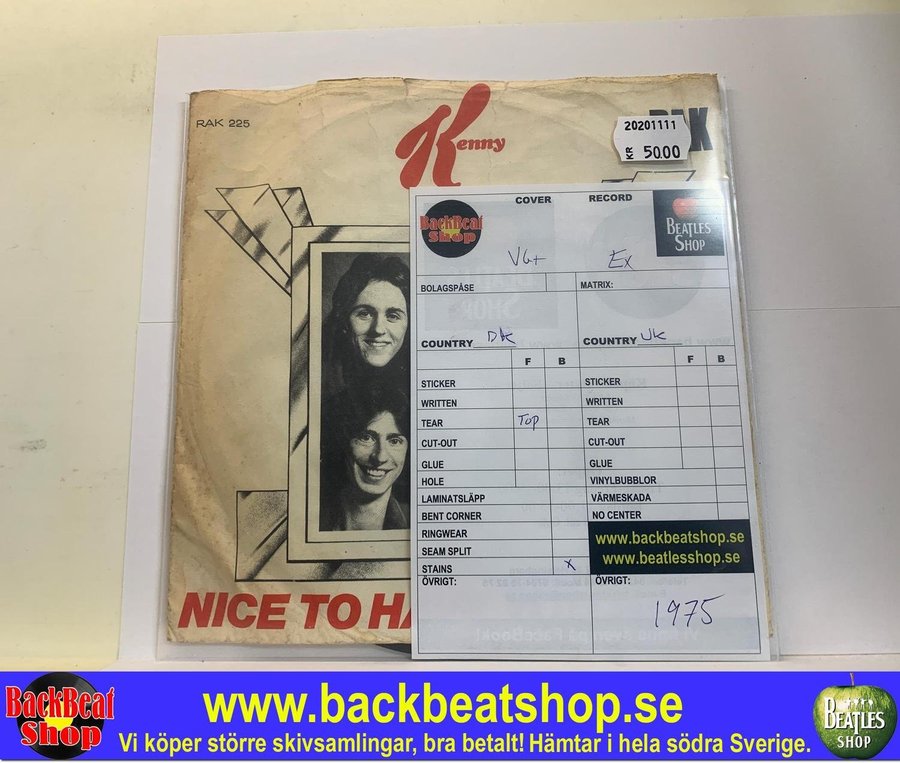 RAK 225
Kenny
20201111
KR 50.00
BackBeat
Shop
COVER
RECORD
BEATLES
SHOP
VG+
Ex
BOLAGSPÅSE
MATRIX:
COUNTRY DK
COUNTRY UK
F B
F B
STICKER
STICKER
WRITTEN
WRITTEN
TEAR Top
TEAR
CUT-OUT
CUT-OUT
GLUE
GLUE
HOLE
VINYLBUBBLOR
LAMINATSLÄPP
VÄRMESKADA
BENT CORNER
NO CENTER
RINGWEAR
SEAM SPLIT
STAINS X
www.backbeatshop.se
www.beatlesshop.se
ÖVRIGT:
ÖVRIGT:
1975
NICE TO HA
BackBeat
Shop
www.backbeatshop.se
Vi köper större skivsamlingar, bra betalt! Hämtar i hela södra Sverige.
BEATLES
SHOP